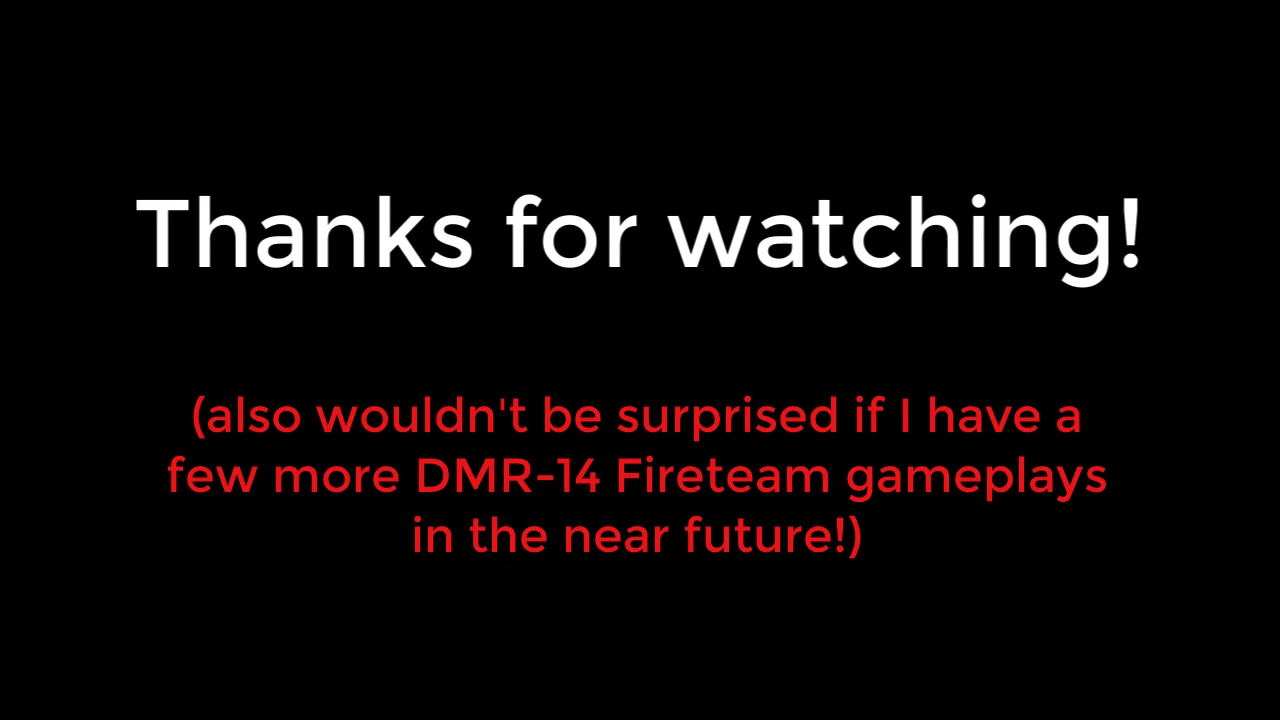 Thanks for watching!
(also wouldn't be surprised if I have a
few more DMR-14 Fireteam gameplays
in the near future!)